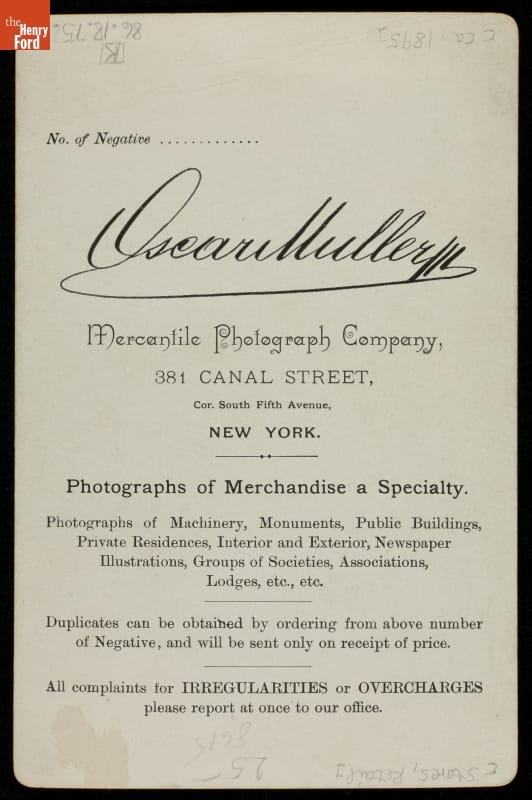 the
Henry
Ford
86.18.75.
K
[ca. 1895]
No. of Negative .............
Oscar Muller
Mercantile Photograph Company,
381 CANAL STREET,
Cor. South Fifth Avenue,
NEW YORK.
Photographs of Merchandise a Specialty.
Photographs of Machinery, Monuments, Public Buildings,
Private Residences, Interior and Exterior, Newspaper
Illustrations, Groups of Societies, Associations,
Lodges, etc., etc.
Duplicates can be obtained by ordering from above number
of Negative, and will be sent only on receipt of price.
All complaints for IRREGULARITIES or OVERCHARGES
please report at once to our office.
[Stores, Retail]